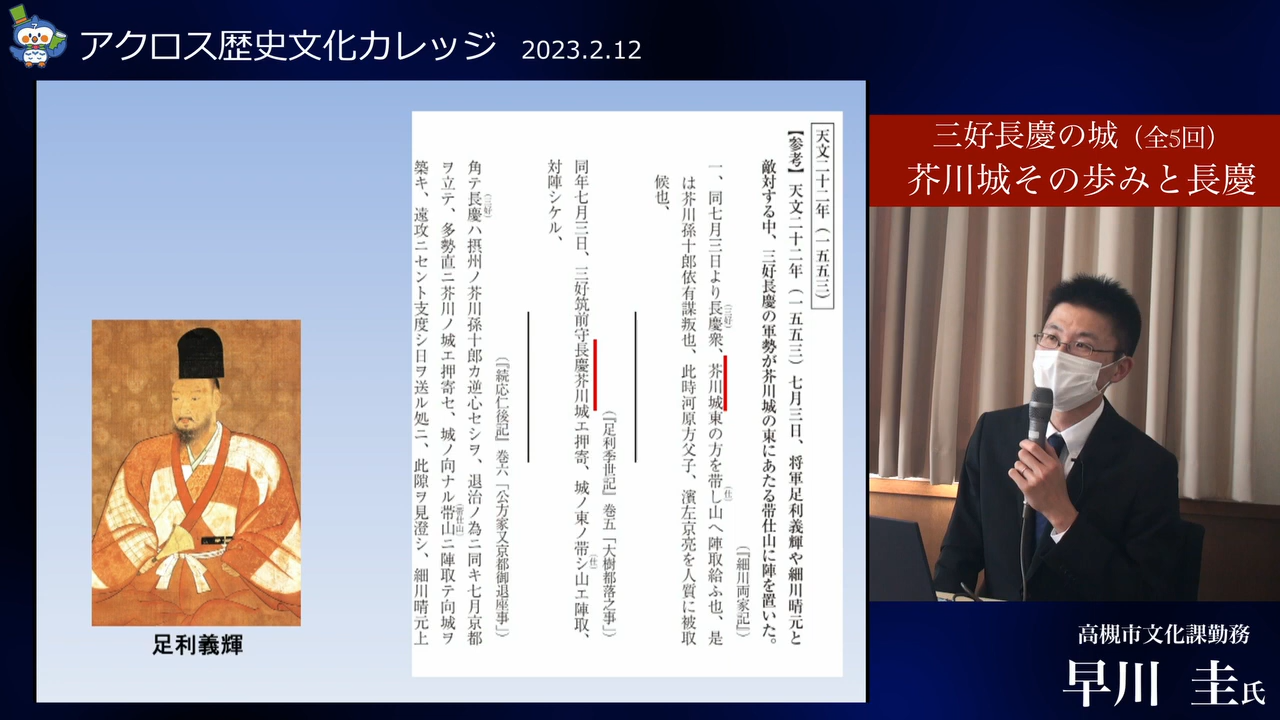 アクロス歴史文化カレッジ 2023.2.12
三好長慶の城（全5回）
芥川城その歩みと長慶
天文二十二年（一五五三）
【参考】天文二十二年（一五五三）七月三日、将軍足利義輝や細川晴元と
敵対する中、三好長慶の軍勢が芥川城の東にあたる帯仕山に陣を置いた。
（『細川両家記』）
一、同七月三日より長慶（三好）衆、芥川城東の方を帯し（仕）山へ陣取給ふ也、是
は芥川孫十郎依有謀叛也、此時河原方父子、濱左京亮を人質に被取
候也、
（『足利季世記』巻五「大樹都落之事」）
同年七月三日、三好筑前守長慶芥川城エ押寄、城ノ東ノ帯シ（仕）山エ陣取、
対陣シケル、
（『続応仁後記』巻六「公方家又京都御退座事」）
角テ長慶（三好）ハ摂州ノ芥川孫十郎カ逆心セシヲ、退治ノ為ニ同キ七月京都
ヲ立テ、多勢直ニ芥川ノ城エ押寄セ、城ノ向ナル帯山（帯仕山）ニ陣取テ向城ヲ
築キ、遠攻ニセント支度シ日ヲ送ル処ニ、此隙ヲ見澄シ、細川晴元上
足利義輝
高槻市文化課勤務
早川 圭氏